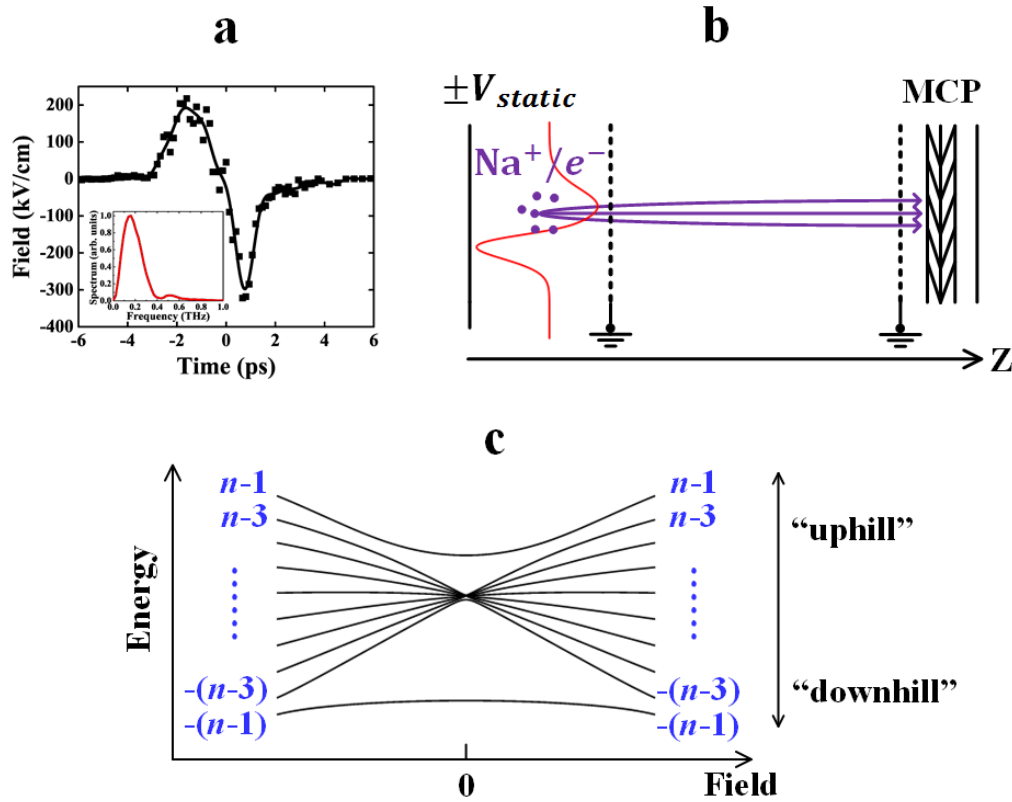 a
Field (kV/cm)
200
100
0
-100
-200
-300
-400
-6
-4
-2
0
2
4
6
Time (ps)
Spectrum (arb. units)
1.0
0.8
0.6
0.4
0.2
0.0
0.0
0.2
0.4
0.6
0.8
1.0
Frequency (THz)
b
±V_static
MCP
Na⁺/e⁻
Z
c
Energy
n-1
n-3
-(n-3)
-(n-1)
n-1
n-3
-(n-3)
-(n-1)
“uphill”
“downhill”
0
Field